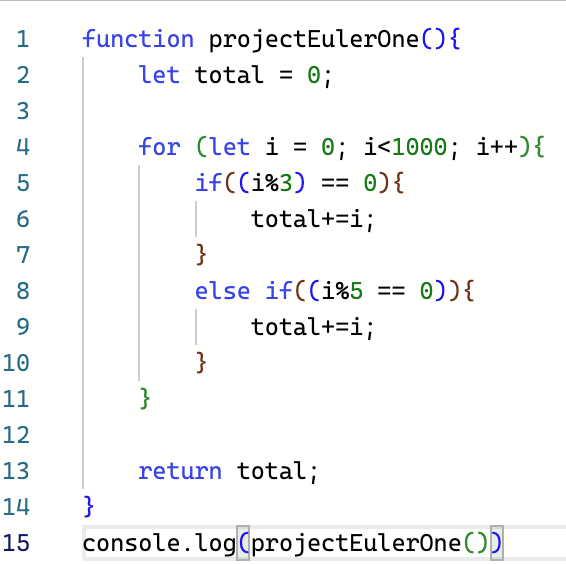 1 function projectEulerOne(){
2     let total = 0;
3
4     for (let i = 0; i<1000; i++){
5         if((i%3) == 0){
6             total+=i;
7         }
8         else if((i%5 == 0)){
9             total+=i;
10         }
11     }
12
13     return total;
14 }
15 console.log(projectEulerOne())